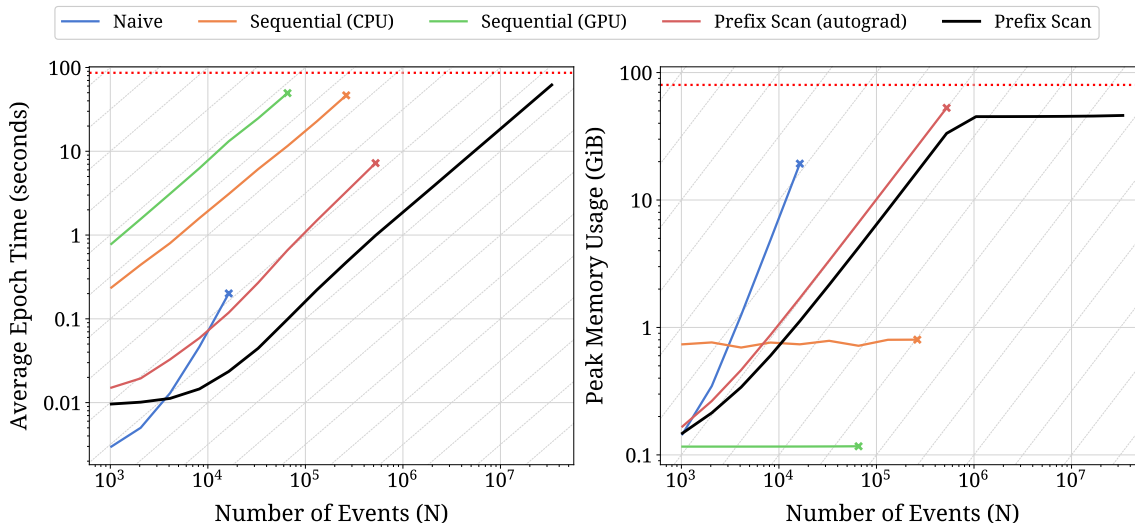 Naive Sequential (CPU) Sequential (GPU) Prefix Scan (autograd) Prefix Scan
Average Epoch Time (seconds)
100
10
1
0.1
0.01
10³ 10⁴ 10⁵ 10⁶ 10⁷
Number of Events (N)
Peak Memory Usage (GiB)
100
10
1
0.1
10³ 10⁴ 10⁵ 10⁶ 10⁷
Number of Events (N)